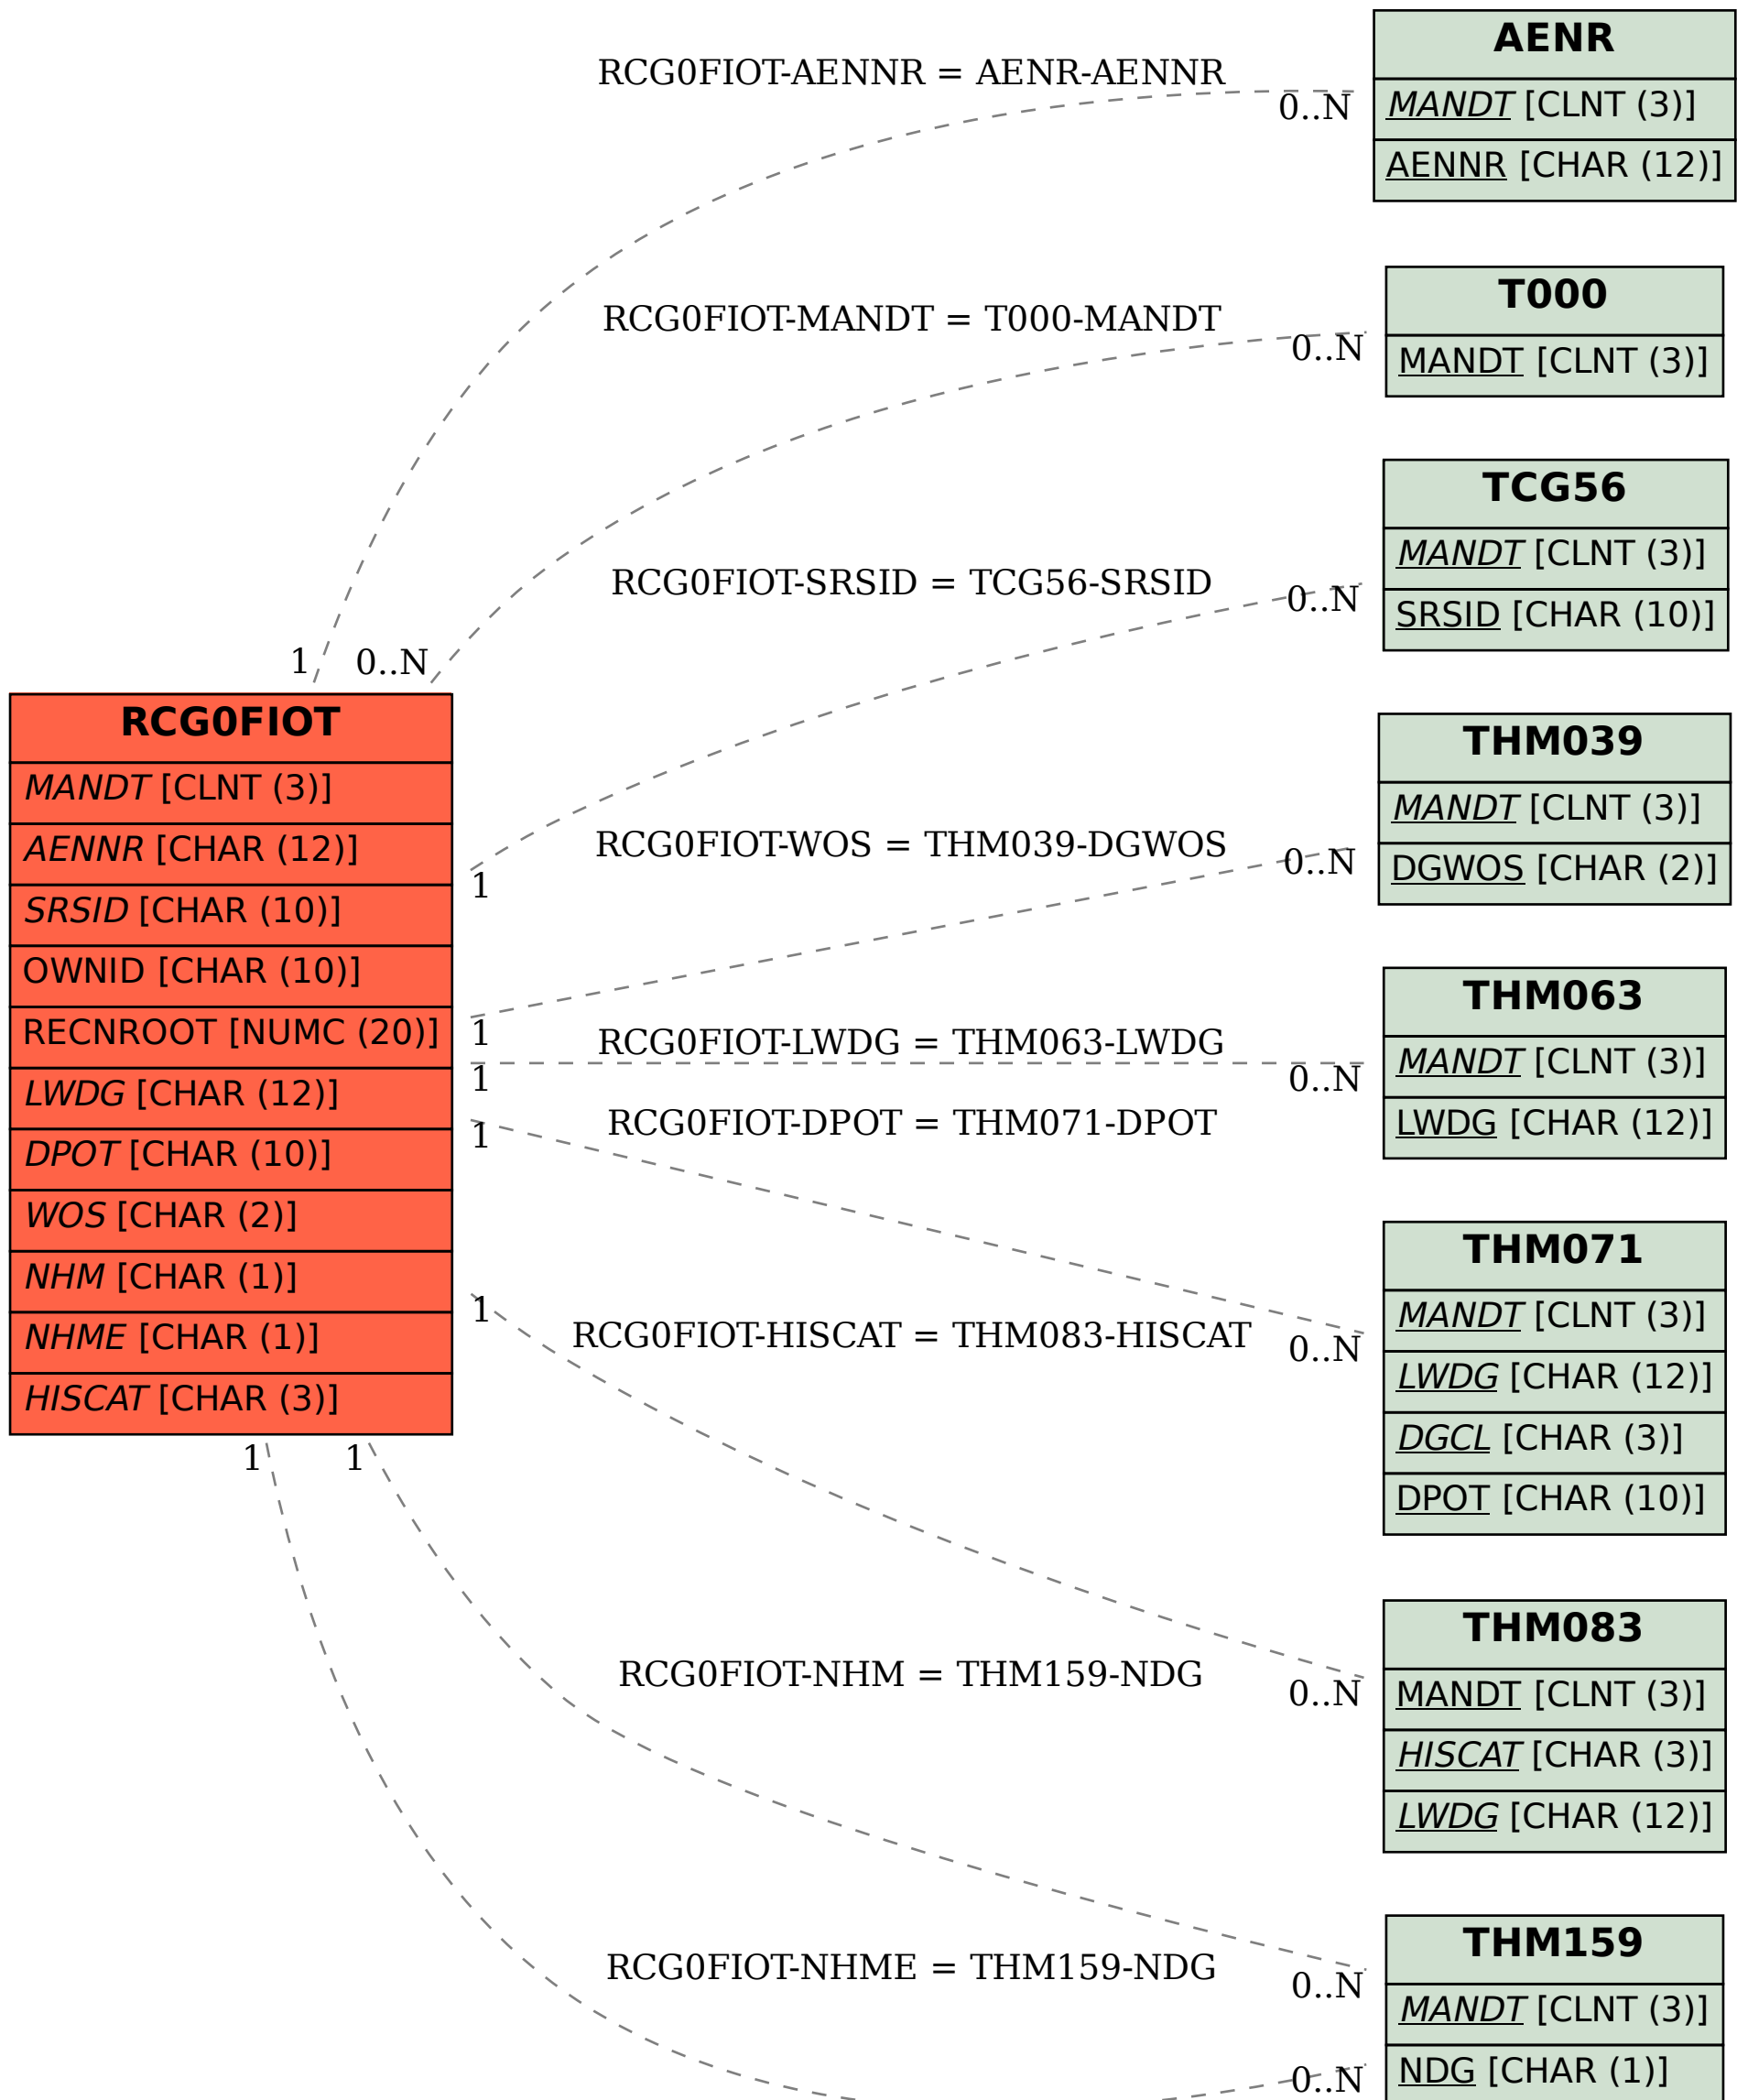 AENR
RCG0FIOT-AENNR = AENR-AENNR
0..N
MANDT [CLNT (3)]
AENNR [CHAR (12)]
T000
RCG0FIOT-MANDT = T000-MANDT
0..N
MANDT [CLNT (3)]
TCG56
MANDT [CLNT (3)]
RCG0FIOT-SRSID = TCG56-SRSID
0..N
SRSID [CHAR (10)]
1
0..N
RCG0FIOT
MANDT [CLNT (3)]
AENNR [CHAR (12)]
SRSID [CHAR (10)]
OWNID [CHAR (10)]
RECNROOT [NUMC (20)]
LWDG [CHAR (12)]
DPOT [CHAR (10)]
WOS [CHAR (2)]
NHM [CHAR (1)]
NHME [CHAR (1)]
HISCAT [CHAR (3)]
THM039
MANDT [CLNT (3)]
RCG0FIOT-WOS = THM039-DGWOS
0..N
DGWOS [CHAR (2)]
1
THM063
1
RCG0FIOT-LWDG = THM063-LWDG
MANDT [CLNT (3)]
1
0..N
LWDG [CHAR (12)]
RCG0FIOT-DPOT = THM071-DPOT
1
THM071
MANDT [CLNT (3)]
1
RCG0FIOT-HISCAT = THM083-HISCAT
0..N
LWDG [CHAR (12)]
DGCL [CHAR (3)]
DPOT [CHAR (10)]
1
1
THM083
RCG0FIOT-NHM = THM159-NDG
0..N
MANDT [CLNT (3)]
HISCAT [CHAR (3)]
LWDG [CHAR (12)]
THM159
RCG0FIOT-NHME = THM159-NDG
0..N
MANDT [CLNT (3)]
0..N
NDG [CHAR (1)]